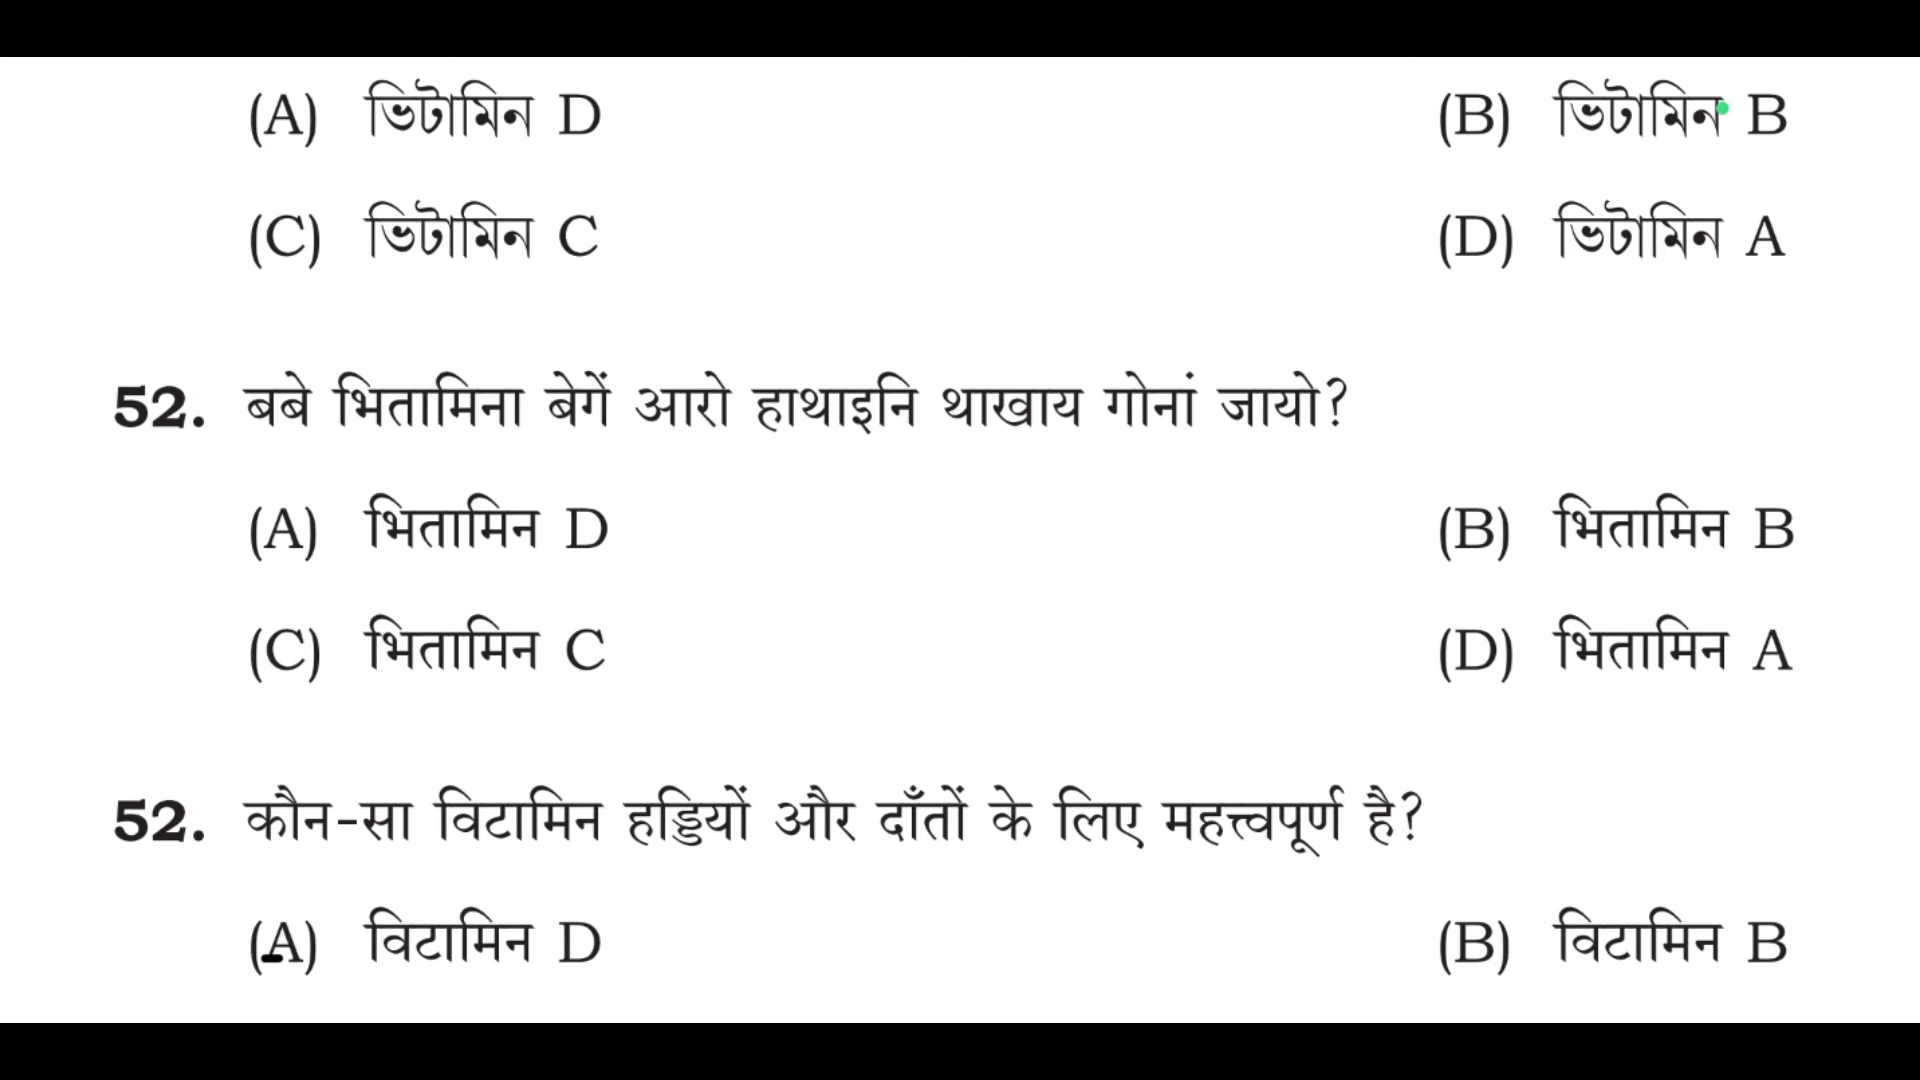 (A) ভিটামিন D (B) ভিটামিন B
(C) ভিটামিন C (D) ভিটামিন A
52. बबे भितामिना बेगें आरो हाथाइनि थाखाय गोनां जायो?
(A) भितामिन D (B) भितामिन B
(C) भितामिन C (D) भितामिन A
52. कौन-सा विटामिन हड्डियों और दाँतों के लिए महत्त्वपूर्ण है?
(A) विटामिन D (B) विटामिन B